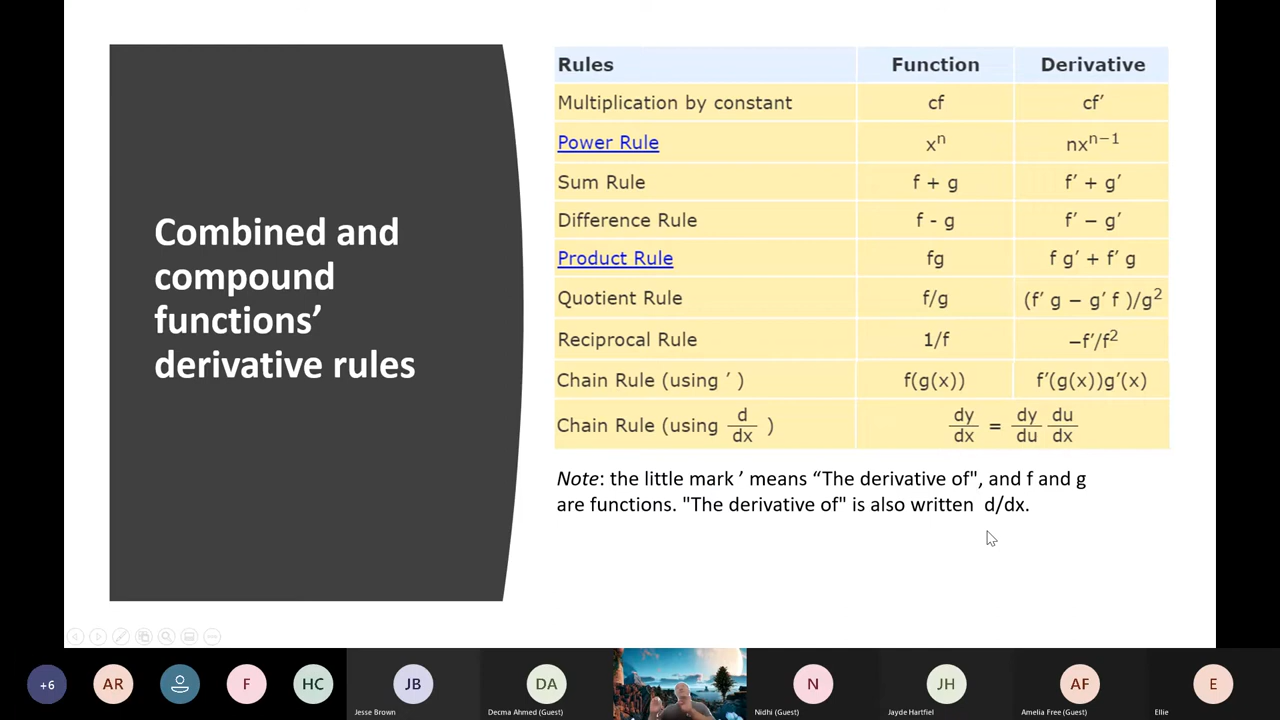 Combined and
compound
functions’
derivative rules
Rules Function Derivative
Multiplication by constant cf cf’
Power Rule xⁿ nxⁿ⁻¹
Sum Rule f + g f’ + g’
Difference Rule f - g f’ − g’
Product Rule fg f g’ + f’ g
Quotient Rule f/g (f’ g − g’ f )/g²
Reciprocal Rule 1/f −f’/f²
Chain Rule (using ’ ) f(g(x)) f’(g(x))g’(x)
Chain Rule (using d/dx ) dy/dx = dy/du du/dx
Note: the little mark ’ means “The derivative of", and f and g
are functions. "The derivative of" is also written d/dx.
+6 AR F HC JB DA N JH AF E
Jesse Brown Decma Ahmed (Guest) Nidhi (Guest) Jayde Hartfiel Amelia Free (Guest) Ellie